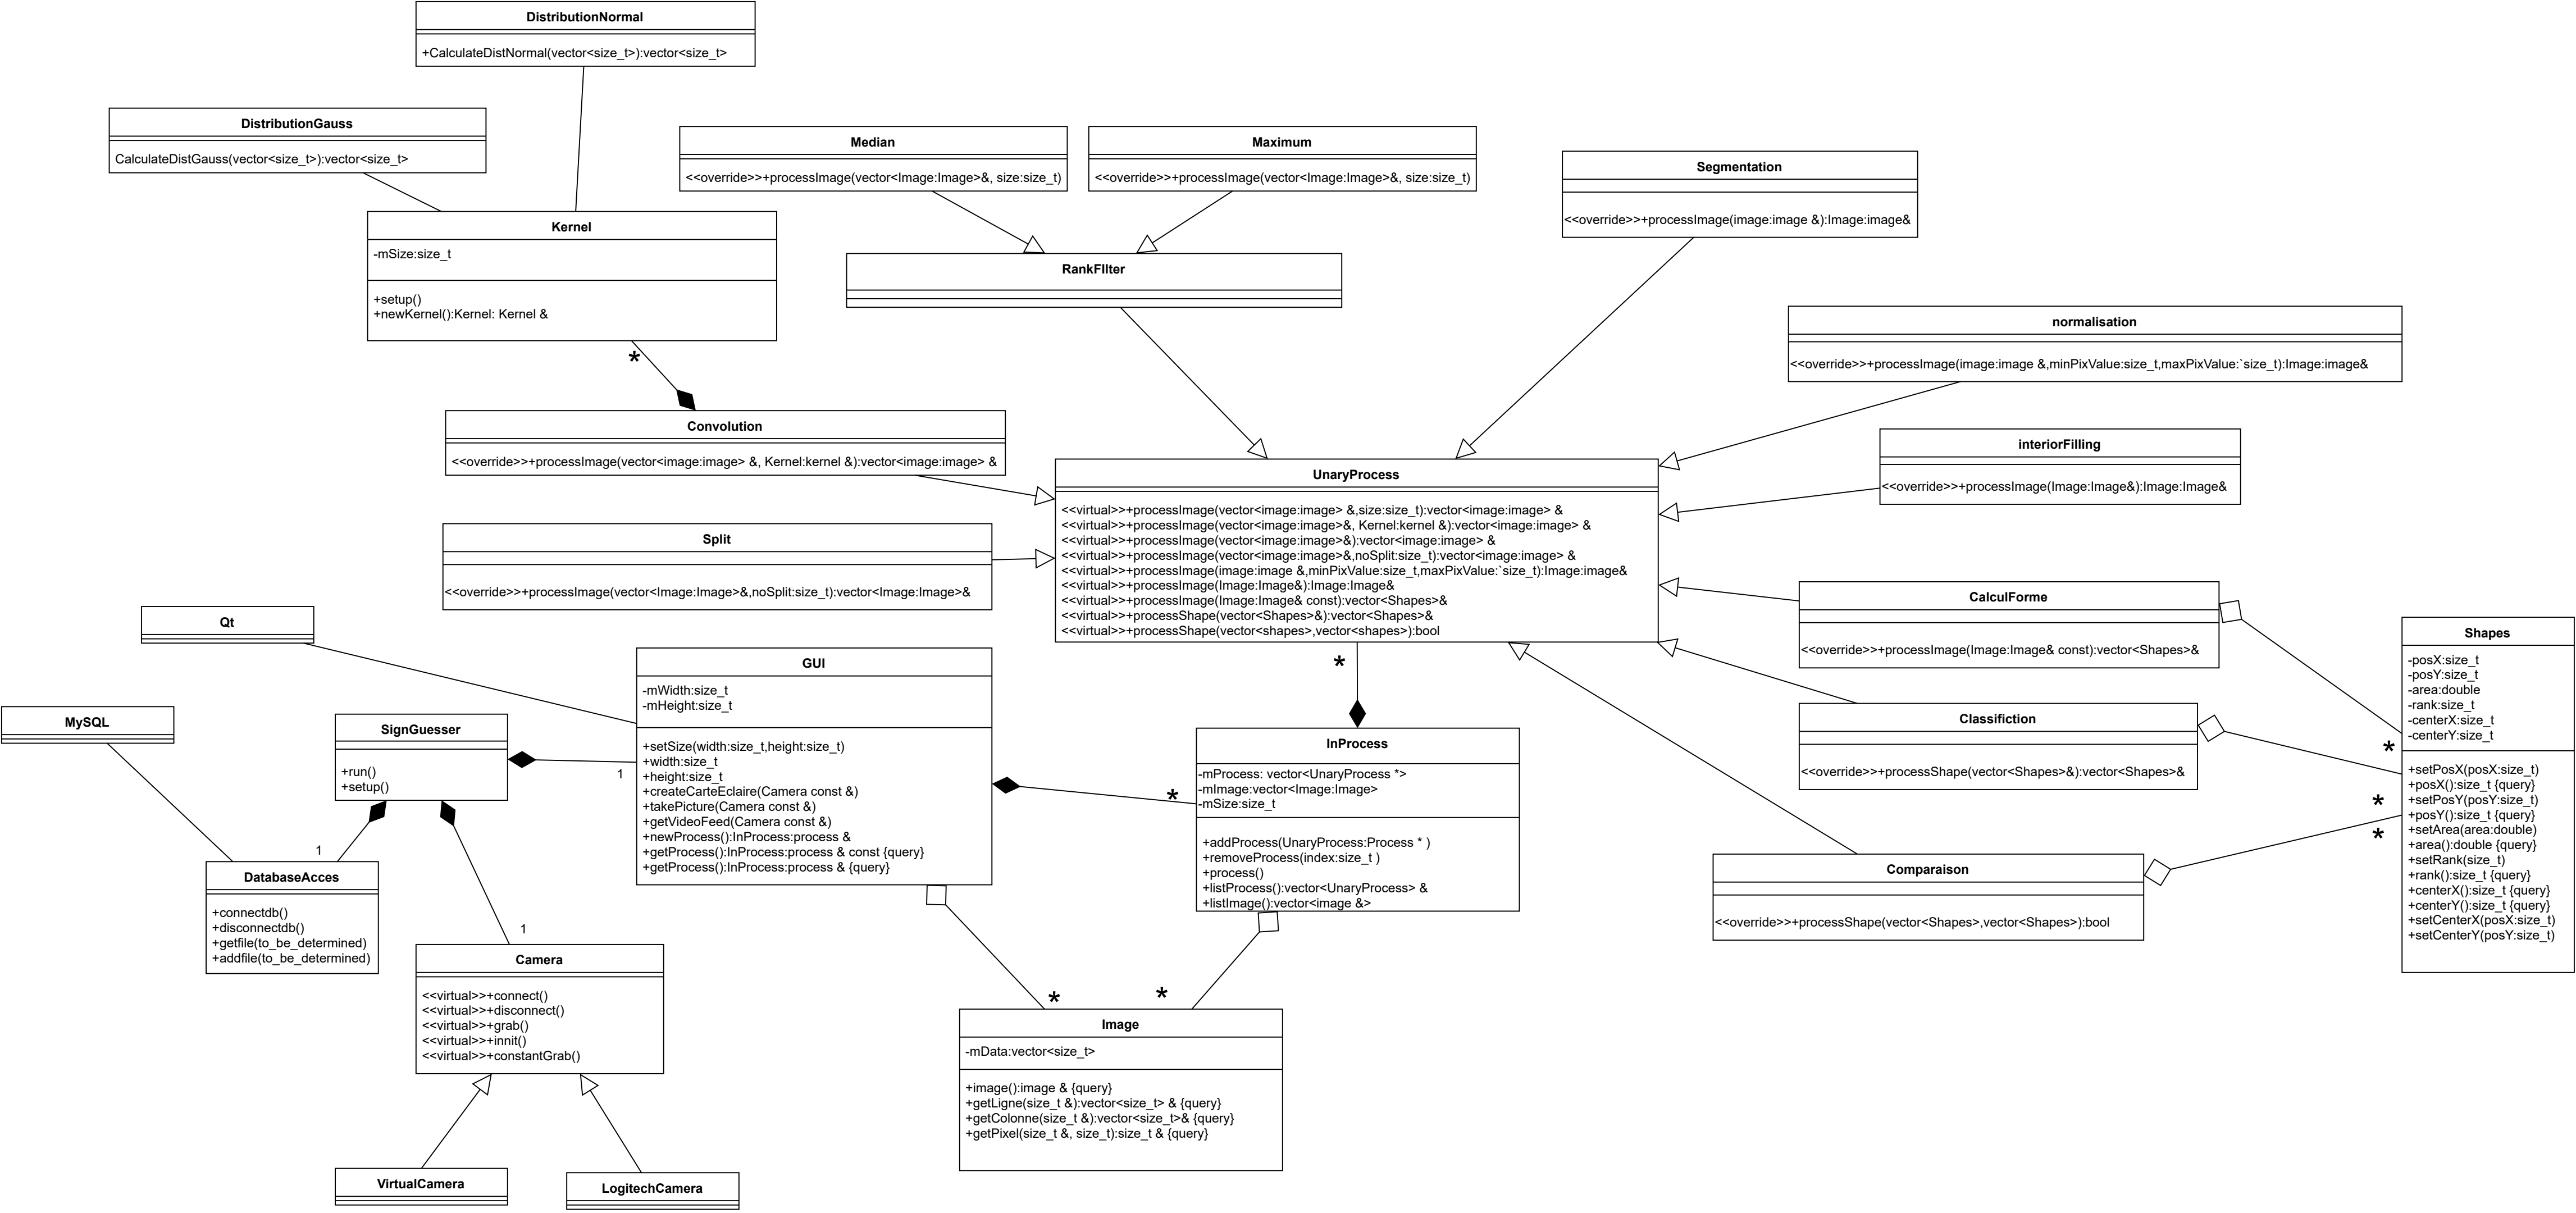 DistributionNormal
+CalculateDistNormal(vector<size_t>):vector<size_t>
DistributionGauss
CalculateDistGauss(vector<size_t>):vector<size_t>
Median
<<override>>+processImage(vector<Image:Image>&, size:size_t)
Maximum
<<override>>+processImage(vector<Image:Image>&, size:size_t)
Segmentation
<<override>>+processImage(image:image &):Image:image&
Kernel
-mSize:size_t
+setup()
+newKernel():Kernel: Kernel &
*
RankFIlter
normalisation
<<override>>+processImage(image:image &,minPixValue:size_t,maxPixValue:`size_t):Image:image&
Convolution
<<override>>+processImage(vector<image:image> &, Kernel:kernel &):vector<image:image> &
interiorFilling
<<override>>+processImage(Image:Image&):Image:Image&
UnaryProcess
<<virtual>>+processImage(vector<image:image> &,size:size_t):vector<image:image> &
<<virtual>>+processImage(vector<image:image>&, Kernel:kernel &):vector<image:image> &
<<virtual>>+processImage(vector<image:image>&):vector<image:image> &
<<virtual>>+processImage(vector<image:image>&,noSplit:size_t):vector<image:image> &
<<virtual>>+processImage(image:image &,minPixValue:size_t,maxPixValue:`size_t):Image:image&
<<virtual>>+processImage(Image:Image&):Image:Image&
<<virtual>>+processImage(Image:Image& const):vector<Shapes>&
<<virtual>>+processShape(vector<Shapes>&):vector<Shapes>&
<<virtual>>+processShape(vector<shapes>,vector<shapes>):bool
*
Split
<<override>>+processImage(vector<Image:Image>&,noSplit:size_t):vector<Image:Image>&
CalculForme
<<override>>+processImage(Image:Image& const):vector<Shapes>&
*
Qt
MySQL
SignGuesser
+run()
+setup()
1
1
1
GUI
-mWidth:size_t
-mHeight:size_t
+setSize(width:size_t,height:size_t)
+width:size_t
+height:size_t
+createCarteEclaire(Camera const &)
+takePicture(Camera const &)
+getVideoFeed(Camera const &)
+newProcess():InProcess:process &
+getProcess():InProcess:process & const {query}
+getProcess():InProcess:process & {query}
*
*
InProcess
-mProcess: vector<UnaryProcess *>
-mImage:vector<Image:Image>
-mSize:size_t
+addProcess(UnaryProcess:Process * )
+removeProcess(index:size_t )
+process()
+listProcess():vector<UnaryProcess> &
+listImage():vector<image &>
*
Classifiction
<<override>>+processShape(vector<Shapes>&):vector<Shapes>&
*
Comparaison
<<override>>+processShape(vector<Shapes>,vector<Shapes>):bool
*
Shapes
-posX:size_t
-posY:size_t
-area:double
-rank:size_t
-centerX:size_t
-centerY:size_t
+setPosX(posX:size_t)
+posX():size_t {query}
+setPosY(posY:size_t)
+posY():size_t {query}
+setArea(area:double)
+area():double {query}
+setRank(size_t)
+rank():size_t {query}
+centerX():size_t {query}
+centerY():size_t {query}
+setCenterX(posX:size_t)
+setCenterY(posY:size_t)
DatabaseAcces
+connectdb()
+disconnectdb()
+getfile(to_be_determined)
+addfile(to_be_determined)
Camera
<<virtual>>+connect()
<<virtual>>+disconnect()
<<virtual>>+grab()
<<virtual>>+innit()
<<virtual>>+constantGrab()
Image
-mData:vector<size_t>
+image():image & {query}
+getLigne(size_t &):vector<size_t> & {query}
+getColonne(size_t &):vector<size_t>& {query}
+getPixel(size_t &, size_t):size_t & {query}
VirtualCamera
LogitechCamera